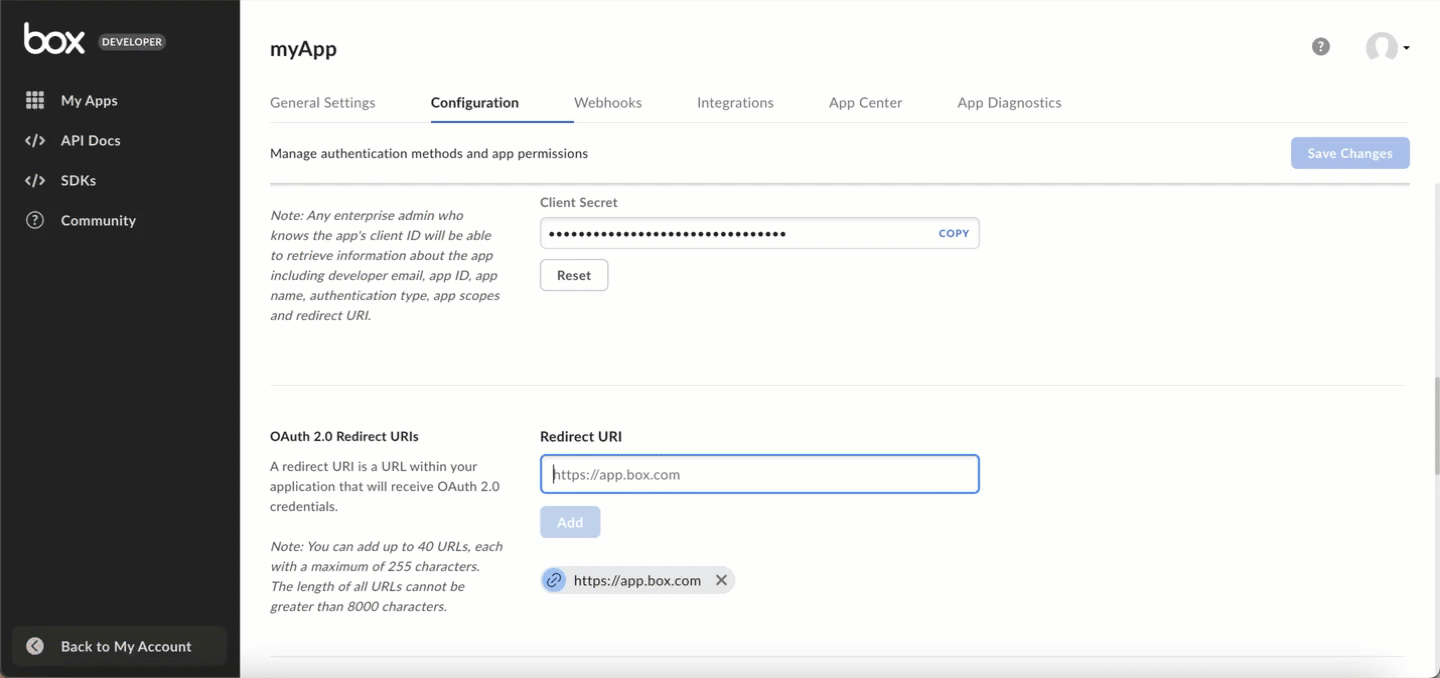 box DEVELOPER
My Apps
API Docs
SDKs
Community
Back to My Account
myApp
General Settings
Configuration
Webhooks
Integrations
App Center
App Diagnostics
Manage authentication methods and app permissions
Save Changes
Note: Any enterprise admin who
knows the app's client ID will be able
to retrieve information about the app
including developer email, app ID, app
name, authentication type, app scopes
and redirect URI.
Client Secret
••••••••••••••••••••••••••••••••
COPY
Reset
OAuth 2.0 Redirect URIs
A redirect URI is a URL within your
application that will receive OAuth 2.0
credentials.
Note: You can add up to 40 URLs, each
with a maximum of 255 characters.
The length of all URLs cannot be
greater than 8000 characters.
Redirect URI
https://app.box.com
Add
https://app.box.com